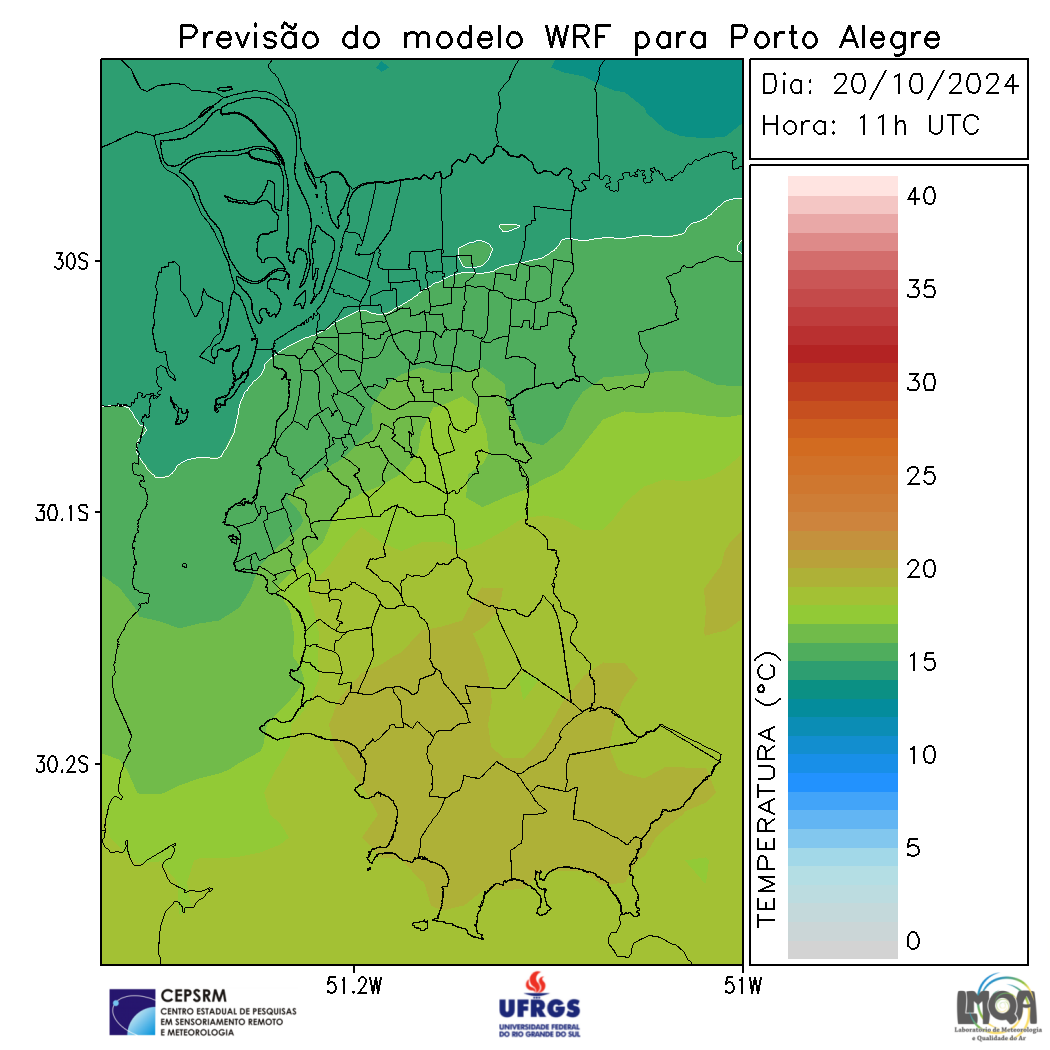 Previsão do modelo WRF para Porto Alegre
Dia: 20/10/2024
Hora: 11h UTC
40
35
30
25
20
15
10
5
0
TEMPERATURA (°C)
30S
30.1S
30.2S
51.2W
51W
CEPSRM
CENTRO ESTADUAL DE PESQUISAS
EM SENSORIAMENTO REMOTO
E METEOROLOGIA
UFRGS
UNIVERSIDADE FEDERAL
DO RIO GRANDE DO SUL
LMQA
Laboratório de Meteorologia
e Qualidade do Ar